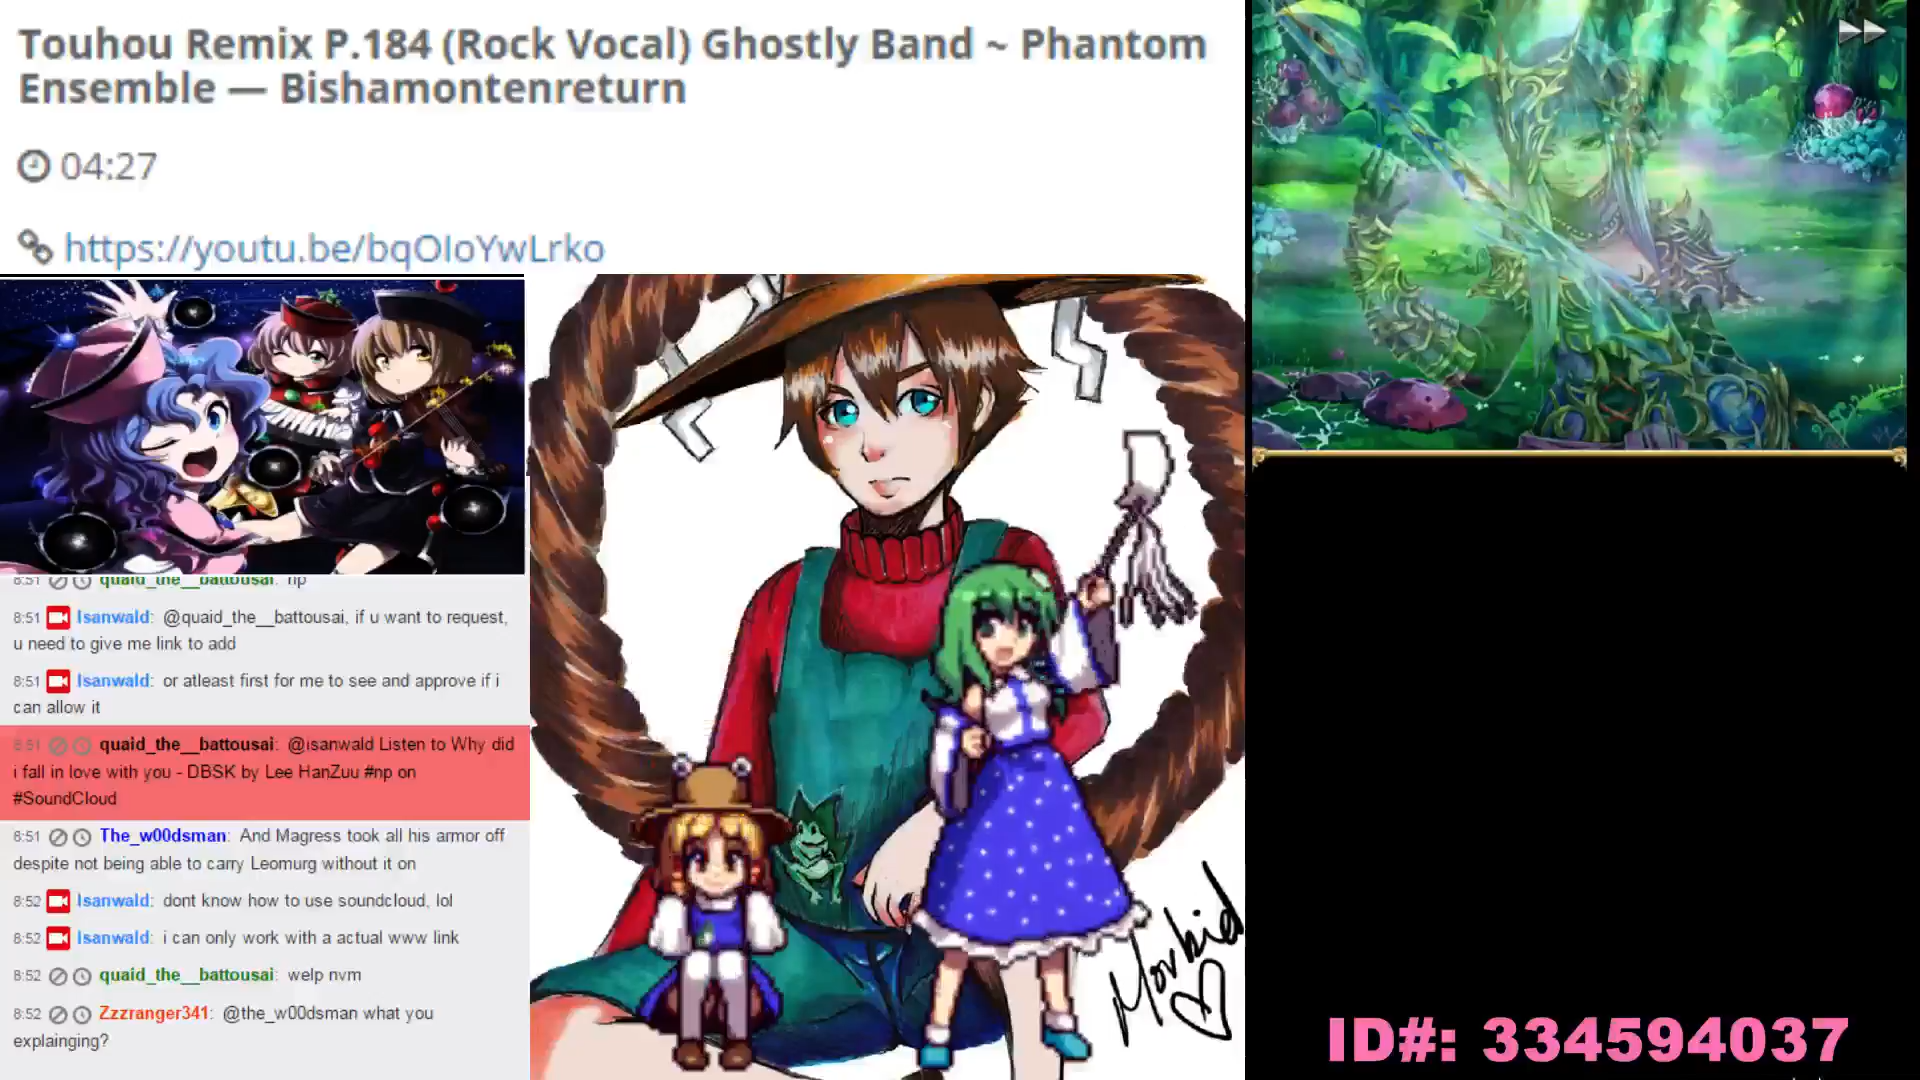 Touhou Remix P.184 (Rock Vocal) Ghostly Band ~ Phantom
Ensemble — Bishamontenreturn
04:27
https://youtu.be/bqOIoYwLrko
8:51 quaid_the__battousai: np
8:51 Isanwald: @quaid_the__battousai, if u want to request,
u need to give me link to add
8:51 Isanwald: or atleast first for me to see and approve if i
can allow it
8:51 quaid_the__battousai: @isanwald Listen to Why did
i fall in love with you - DBSK by Lee HanZuu #np on
#SoundCloud
8:51 The_w00dsman: And Magress took all his armor off
despite not being able to carry Leomurg without it on
8:52 Isanwald: dont know how to use soundcloud, lol
8:52 Isanwald: i can only work with a actual www link
8:52 quaid_the__battousai: welp nvm
8:52 Zzzranger341: @the_w00dsman what you
explainging?
Morbid
ID#: 334594037